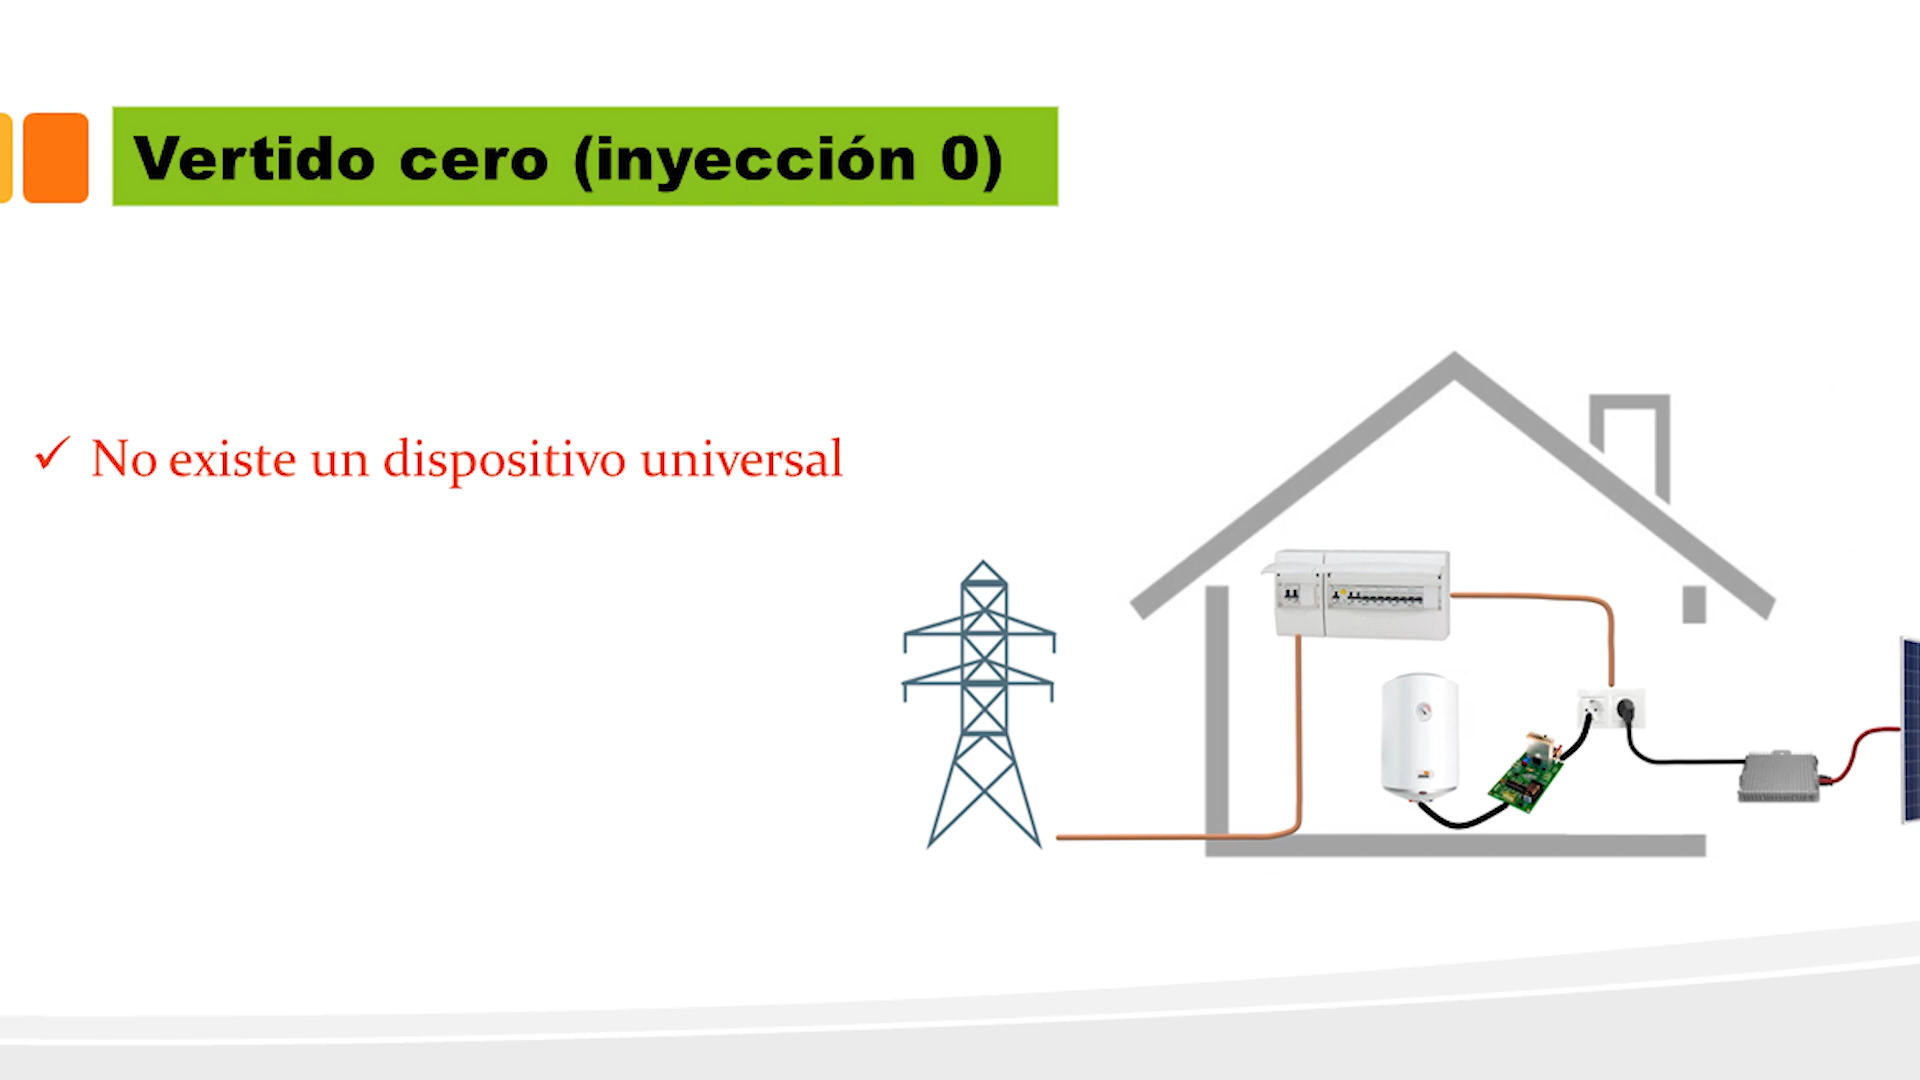 Vertido cero (inyección 0)
No existe un dispositivo universal